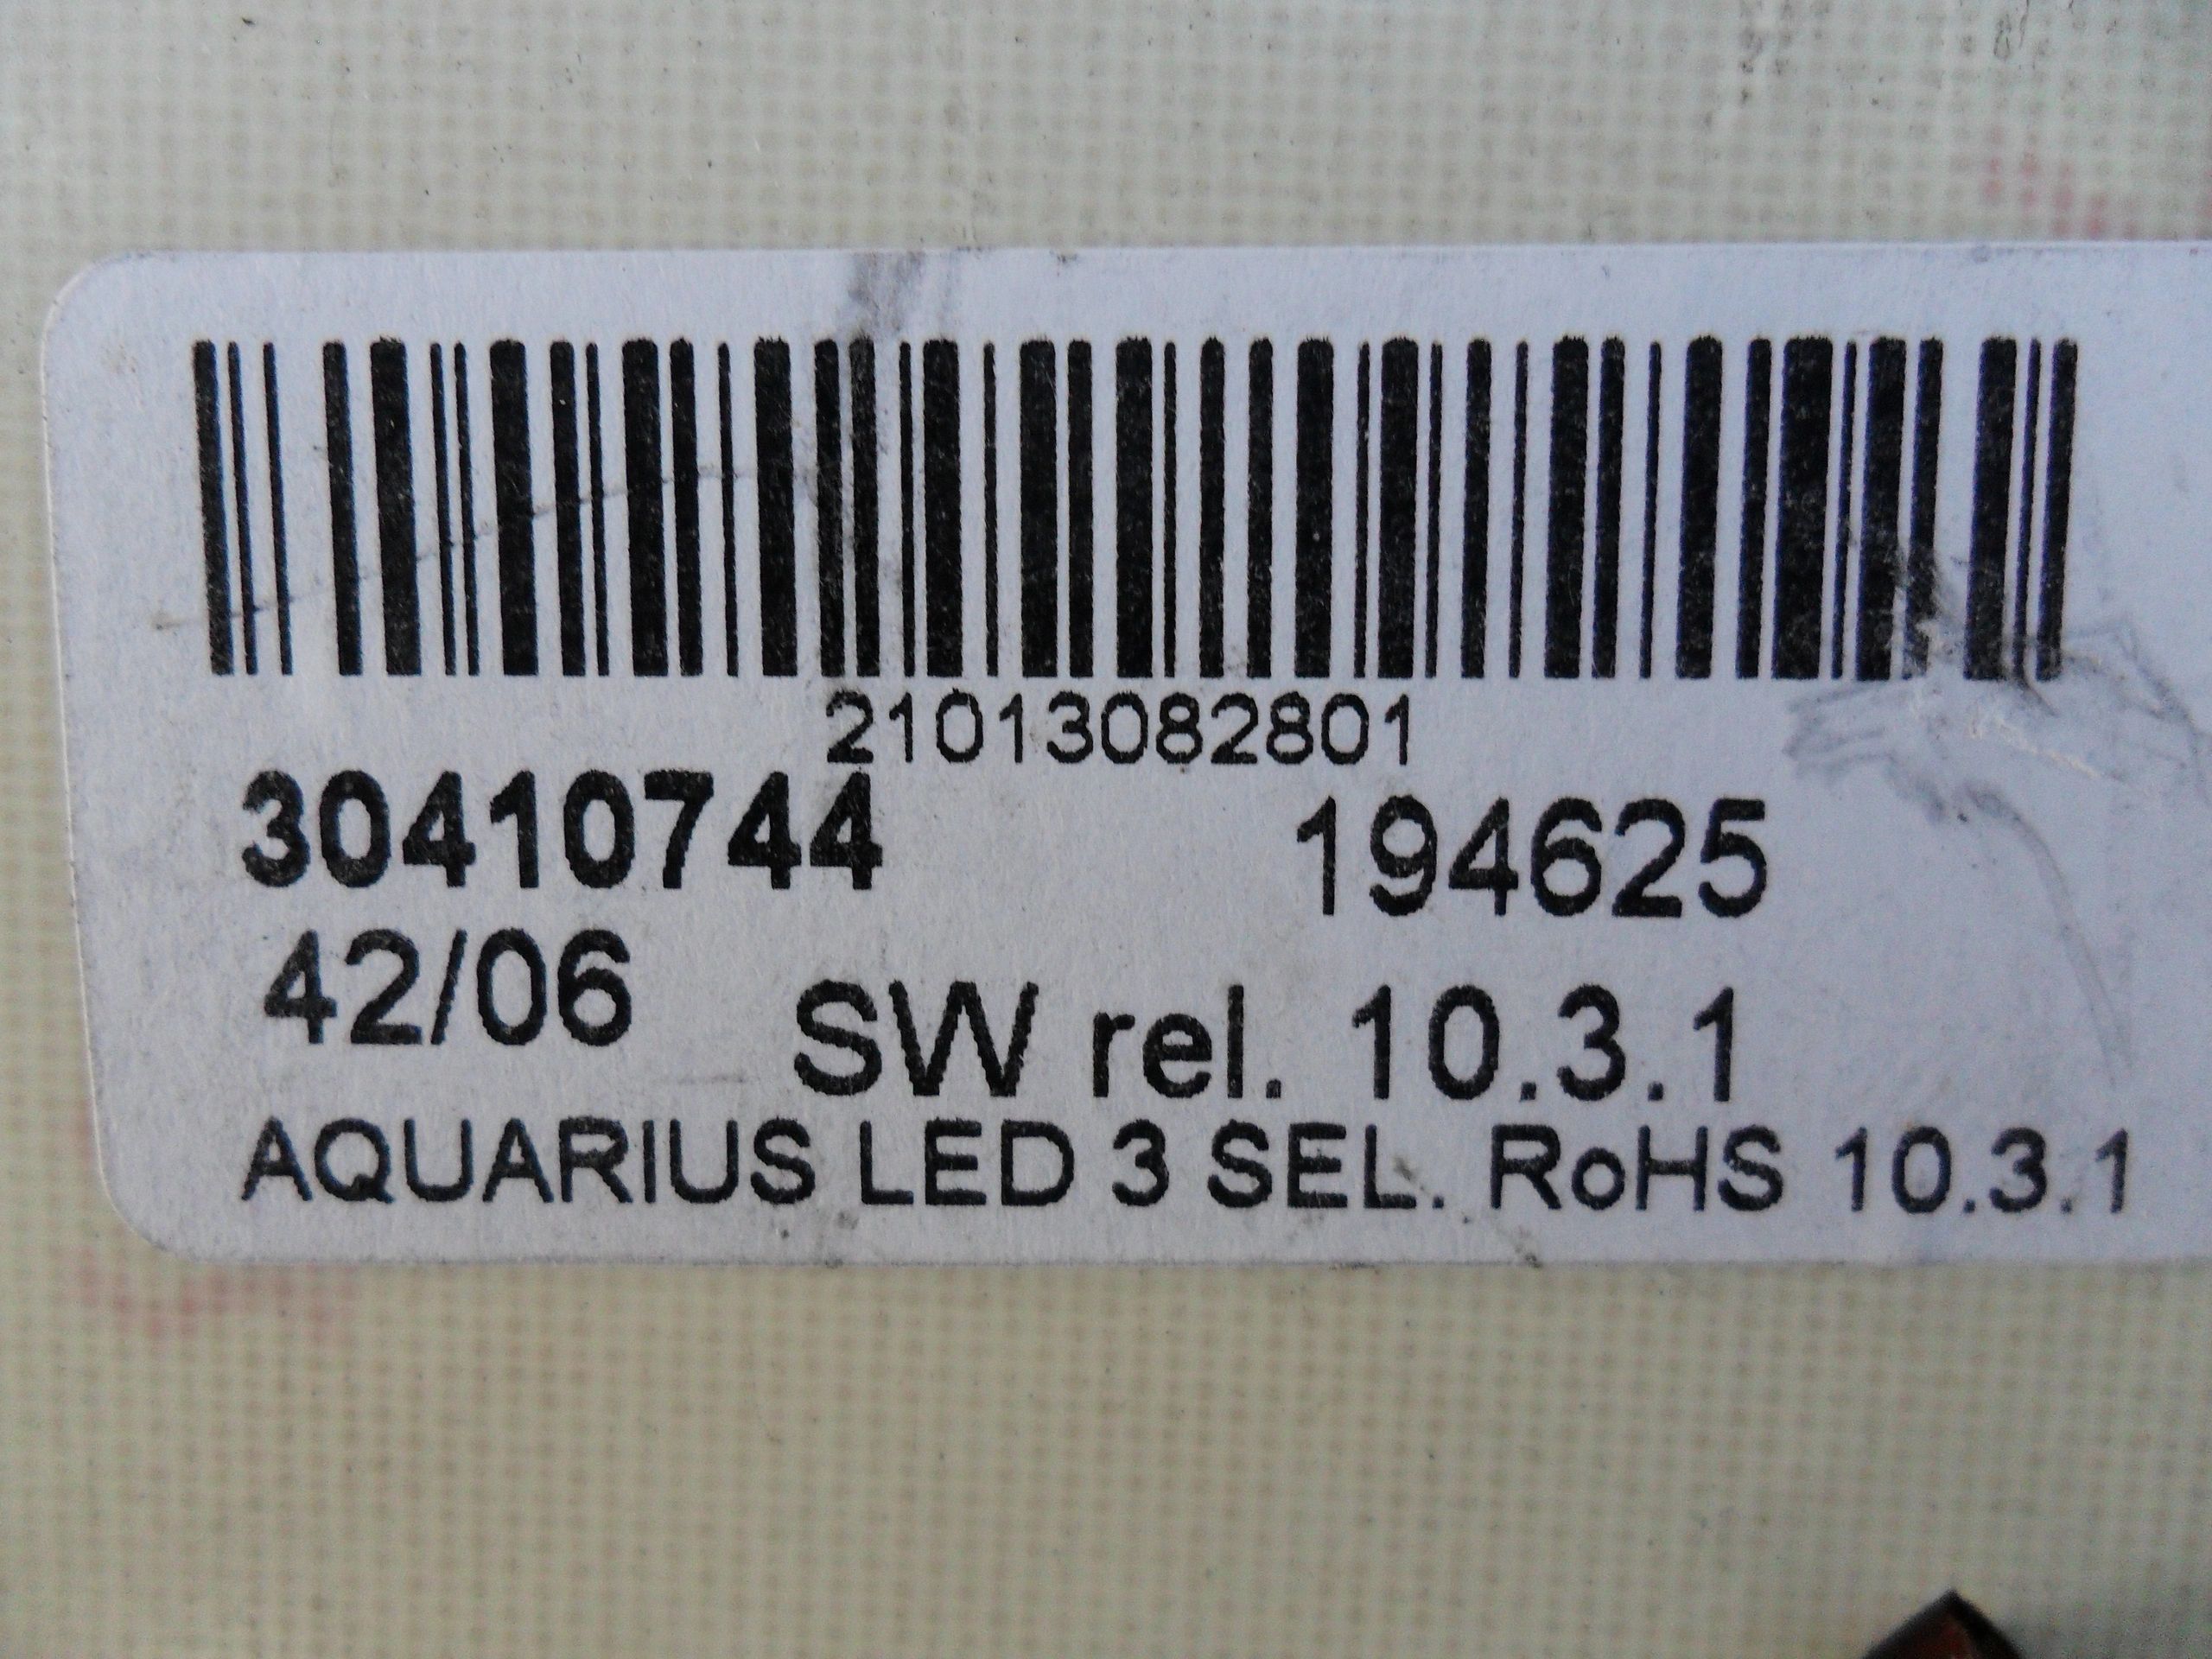 21013082801
30410744 194625
42/06 SW rel. 10.3.1
AQUARIUS LED 3 SEL. RoHS 10.3.1